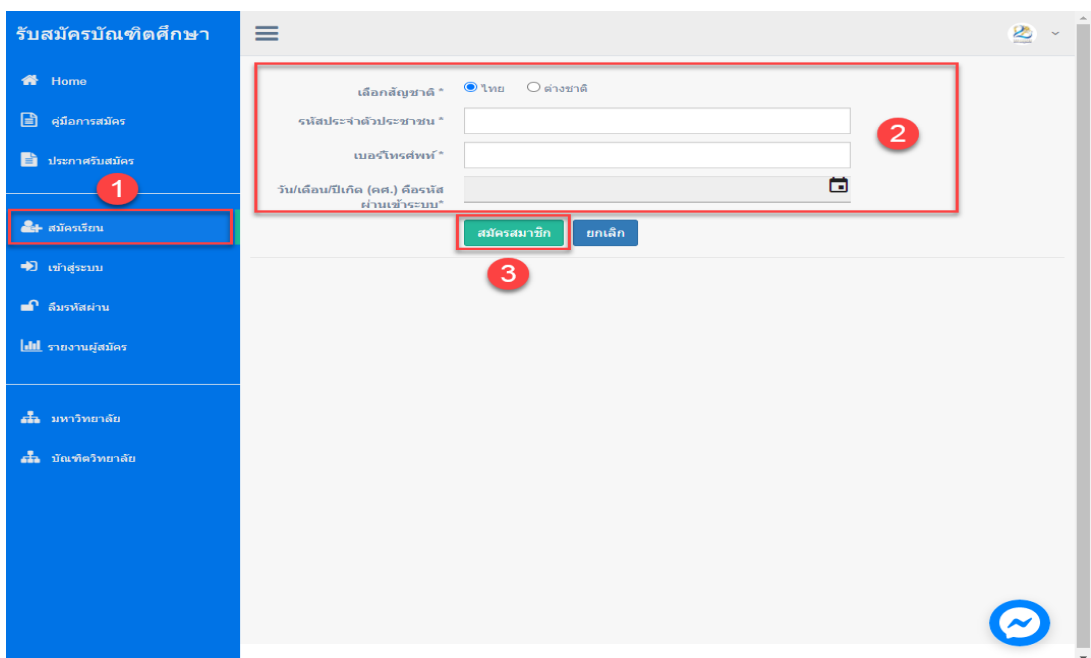 รับสมัครบัณฑิตศึกษา
Home
คู่มือการสมัคร
ประกาศรับสมัคร
1
สมัครเรียน
เข้าสู่ระบบ
ลืมรหัสผ่าน
รายงานผู้สมัคร
มหาวิทยาลัย
บัณฑิตวิทยาลัย
เลือกสัญชาติ * ไทย ต่างชาติ
รหัสประจำตัวประชาชน *
เบอร์โทรศัพท์ *
วัน/เดือน/ปีเกิด (คศ.) คือรหัส
ผ่านเข้าระบบ*
2
สมัครสมาชิก ยกเลิก
3